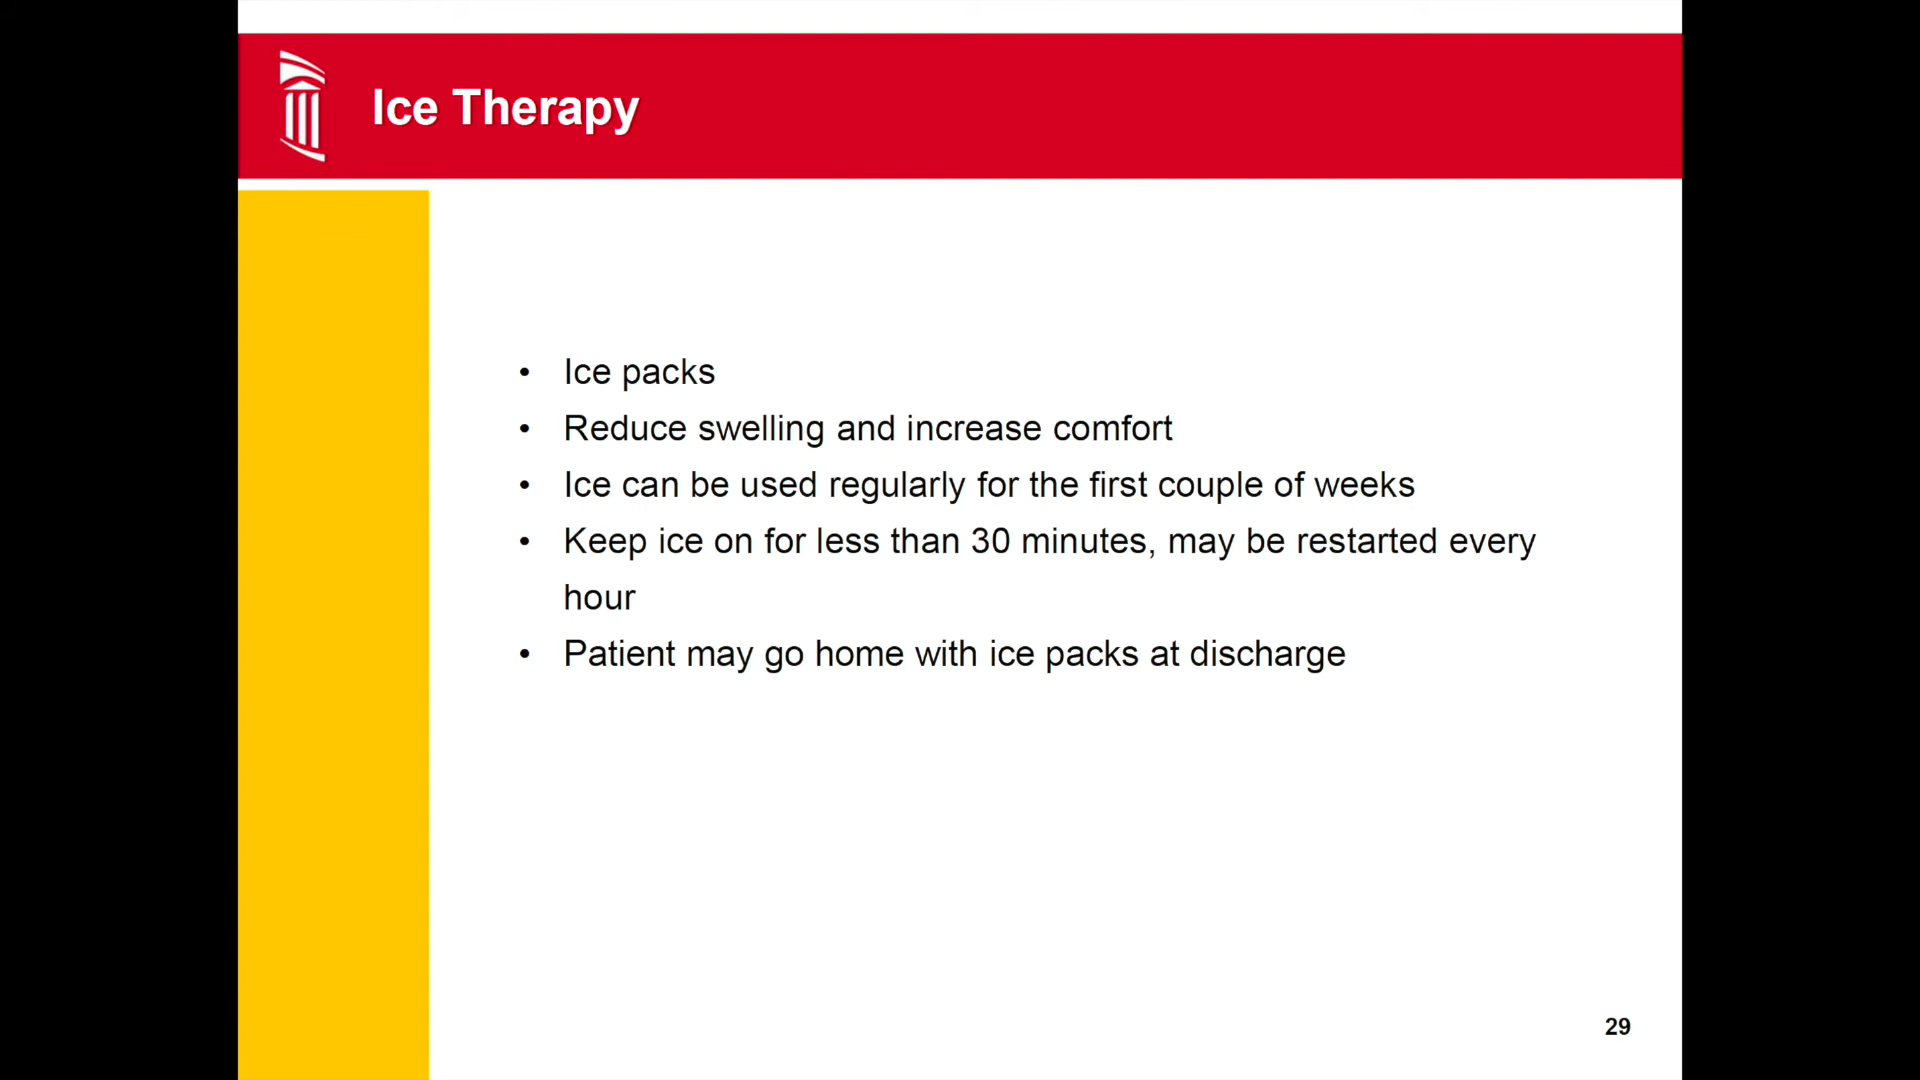 Ice Therapy
• Ice packs
• Reduce swelling and increase comfort
• Ice can be used regularly for the first couple of weeks
• Keep ice on for less than 30 minutes, may be restarted every
hour
• Patient may go home with ice packs at discharge
29